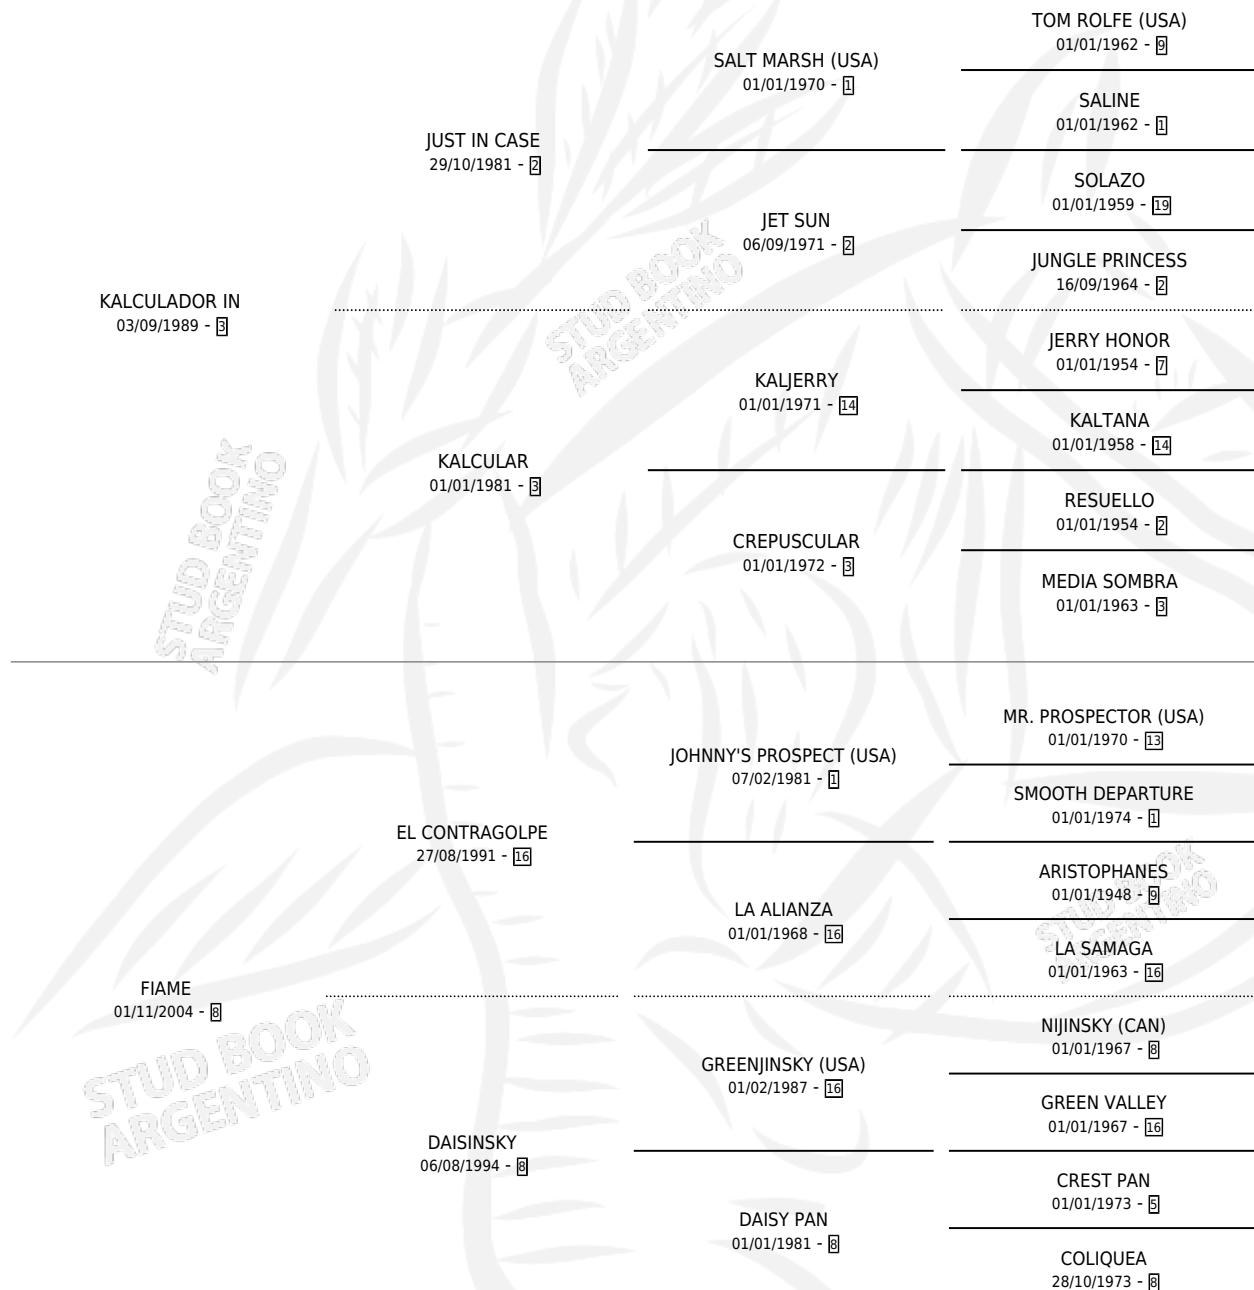 TOM ROLFE (USA)
01/01/1962 - 9
SALT MARSH (USA)
01/01/1970 - 1
SALINE
01/01/1962 - 1
JUST IN CASE
29/10/1981 - 2
SOLAZO
01/01/1959 - 19
JET SUN
06/09/1971 - 2
JUNGLE PRINCESS
16/09/1964 - 2
KALCULADOR IN
03/09/1989 - 3
JERRY HONOR
01/01/1954 - 7
KALJERRY
01/01/1971 - 14
KALTANA
01/01/1958 - 14
KALCULAR
01/01/1981 - 3
RESUELLO
01/01/1954 - 2
CREPUSCULAR
01/01/1972 - 3
MEDIA SOMBRA
01/01/1963 - 3
STUD BOOK
ARGENTINO
STUD BOOK
ARGENTINO
MR. PROSPECTOR (USA)
01/01/1970 - 13
JOHNNY'S PROSPECT (USA)
07/02/1981 - 1
SMOOTH DEPARTURE
01/01/1974 - 1
EL CONTRAGOLPE
27/08/1991 - 16
ARISTOPHANES
01/01/1948 - 9
LA ALIANZA
01/01/1968 - 16
LA SAMAGA
01/01/1963 - 16
FIAME
01/11/2004 - 8
NIJINSKY (CAN)
01/01/1967 - 8
GREENJINSKY (USA)
01/02/1987 - 16
GREEN VALLEY
01/01/1967 - 16
DAISINSKY
06/08/1994 - 8
CREST PAN
01/01/1973 - 5
DAISY PAN
01/01/1981 - 8
COLIQUEA
28/10/1973 - 8
STUD BOOK
ARGENTINO
STUD BOOK
ARGENTINO